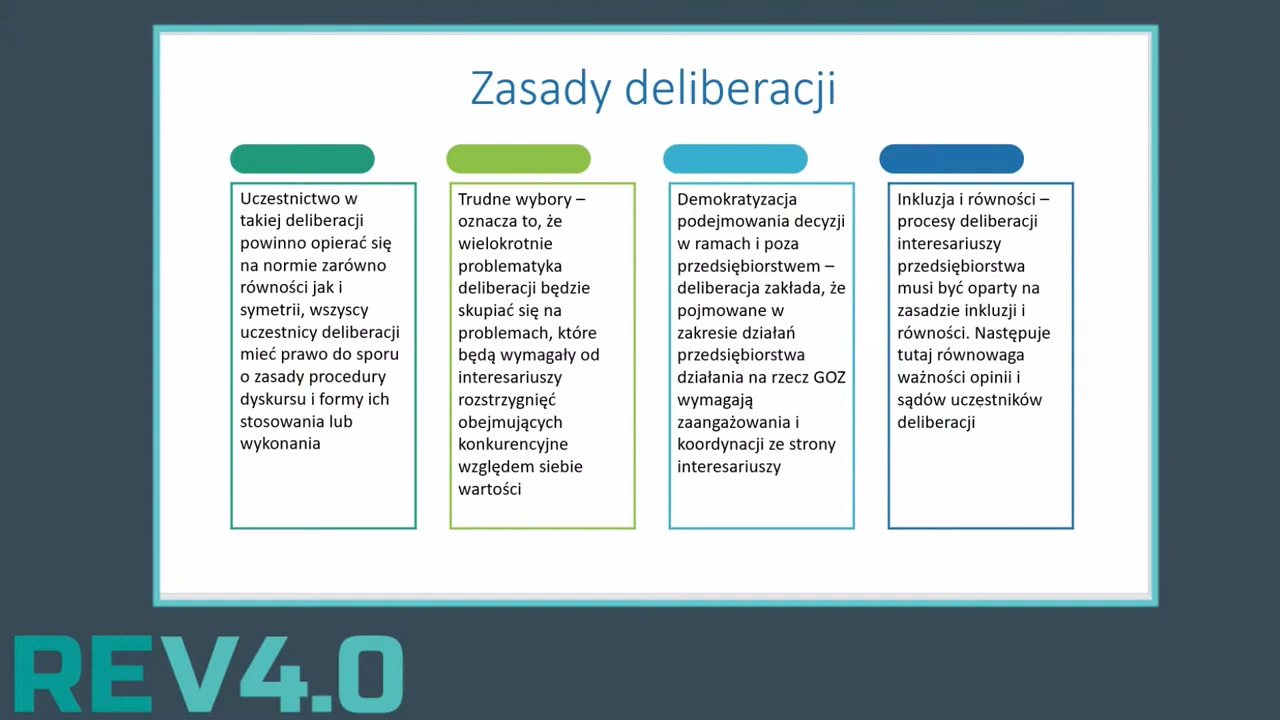 Zasady deliberacji
Uczestnictwo w
takiej deliberacji
powinno opierać się
na normie zarówno
równości jak i
symetrii, wszyscy
uczestnicy deliberacji
mieć prawo do sporu
o zasady procedury
dyskursu i formy ich
stosowania lub
wykonania
Trudne wybory –
oznacza to, że
wielokrotnie
problematyka
deliberacji będzie
skupiać się na
problemach, które
będą wymagały od
interesariuszy
rozstrzygnięć
obejmujących
konkurencyjne
względem siebie
wartości
Demokratyzacja
podejmowania decyzji
w ramach i poza
przedsiębiorstwem –
deliberacja zakłada, że
pojmowane w
zakresie działań
przedsiębiorstwa
działania na rzecz GOZ
wymagają
zaangażowania i
koordynacji ze strony
interesariuszy
Inkluzja i równości –
procesy deliberacji
interesariuszy
przedsiębiorstwa
musi być oparty na
zasadzie inkluzji i
równości. Następuje
tutaj równowaga
ważności opinii i
sądów uczestników
deliberacji
REV4.0